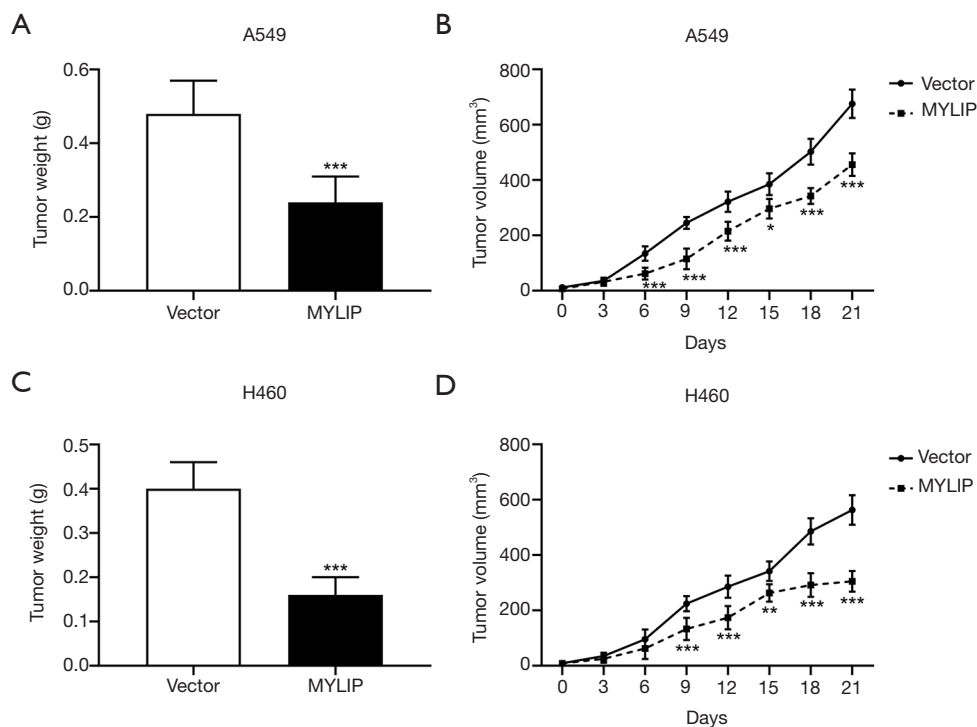 A
A549
Tumor weight (g)
0.6
0.4
0.2
0.0
***
Vector
MYLIP
B
A549
Tumor volume (mm³)
800
600
400
200
0
***
***
***
*
***
***
0 3 6 9 12 15 18 21
Days
Vector
MYLIP
C
H460
Tumor weight (g)
0.5
0.4
0.3
0.2
0.1
0.0
***
Vector
MYLIP
D
H460
Tumor volume (mm³)
800
600
400
200
0
***
***
**
***
***
0 3 6 9 12 15 18 21
Days
Vector
MYLIP